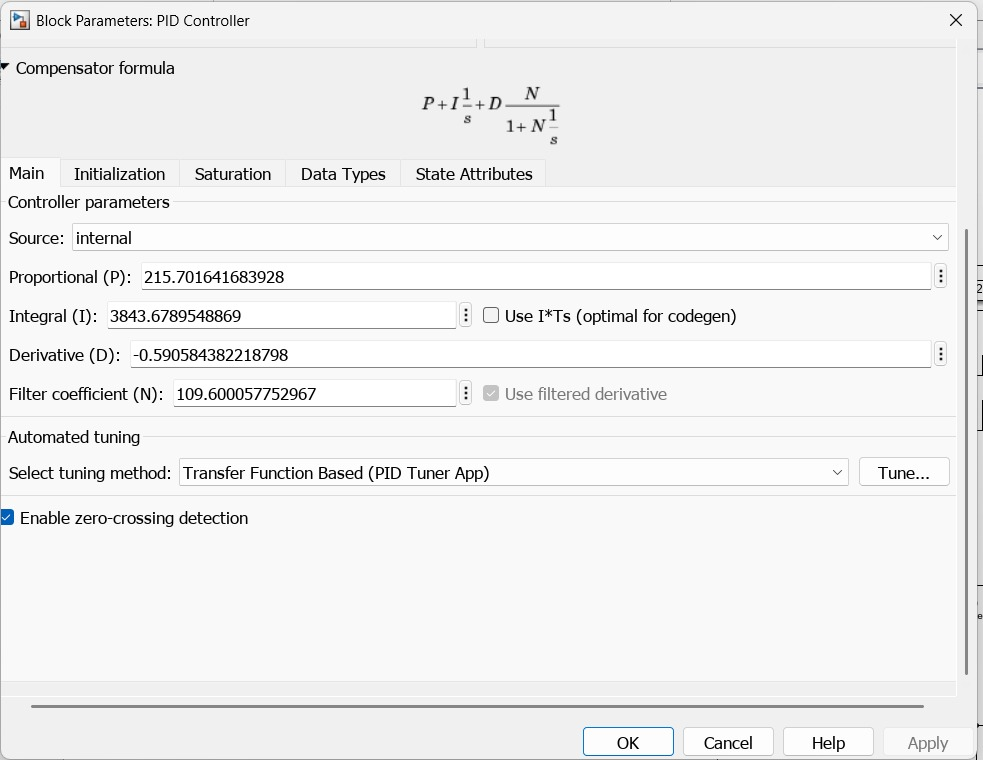 Block Parameters: PID Controller
Compensator formula
P + I 1/s + D N/(1 + N 1/s)
Main Initialization Saturation Data Types State Attributes
Controller parameters
Source: internal
Proportional (P): 215.701641683928
Integral (I): 3843.6789548869 Use I*Ts (optimal for codegen)
Derivative (D): -0.590584382218798
Filter coefficient (N): 109.600057752967 Use filtered derivative
Automated tuning
Select tuning method: Transfer Function Based (PID Tuner App) Tune...
Enable zero-crossing detection
OK Cancel Help Apply